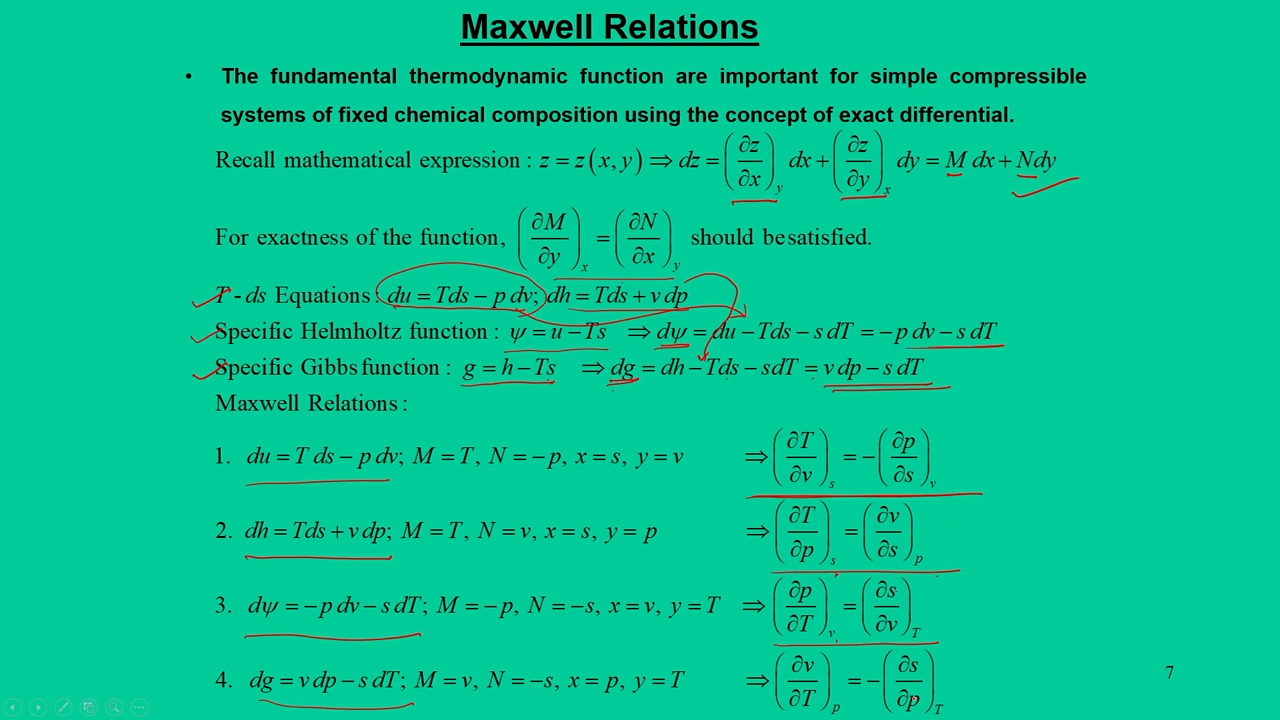 Maxwell Relations
• The fundamental thermodynamic function are important for simple compressible
systems of fixed chemical composition using the concept of exact differential.
Recall mathematical expression : z = z(x, y) ⇒ dz = (∂z/∂x)_y dx + (∂z/∂y)_x dy = M dx + Ndy
For exactness of the function, (∂M/∂y)_x = (∂N/∂x)_y should be satisfied.
T - ds Equations : du = Tds − p dv; dh = Tds + v dp
Specific Helmholtz function : ψ = u − Ts ⇒ dψ = du − Tds − s dT = −p dv − s dT
Specific Gibbs function : g = h − Ts ⇒ dg = dh − Tds − sdT = v dp − s dT
Maxwell Relations :
1. du = T ds − p dv; M = T, N = −p, x = s, y = v ⇒ (∂T/∂v)_s = −(∂p/∂s)_v
2. dh = Tds + v dp; M = T, N = v, x = s, y = p ⇒ (∂T/∂p)_s = (∂v/∂s)_p
3. dψ = −p dv − s dT; M = −p, N = −s, x = v, y = T ⇒ (∂p/∂T)_v = (∂s/∂v)_T
4. dg = v dp − s dT; M = v, N = −s, x = p, y = T ⇒ (∂v/∂T)_p = −(∂s/∂p)_T
7